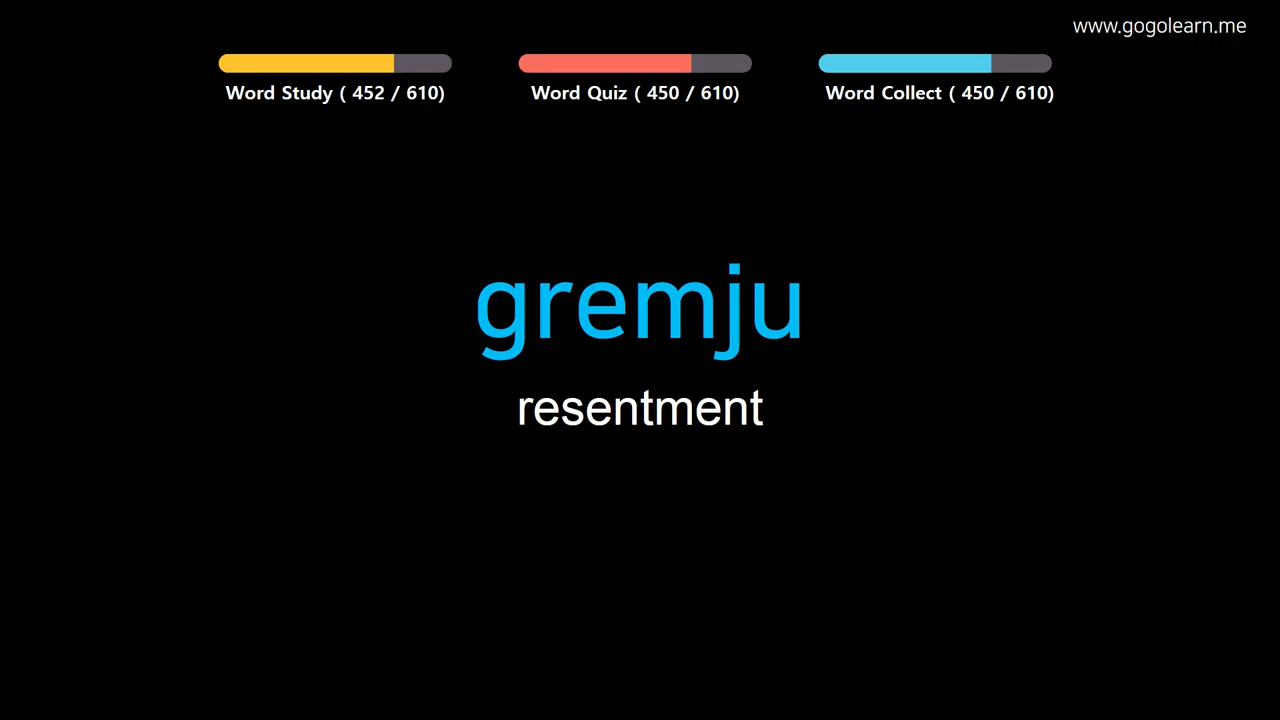 www.gogolearn.me
Word Study ( 452 / 610)
Word Quiz ( 450 / 610)
Word Collect ( 450 / 610)
gremju
resentment